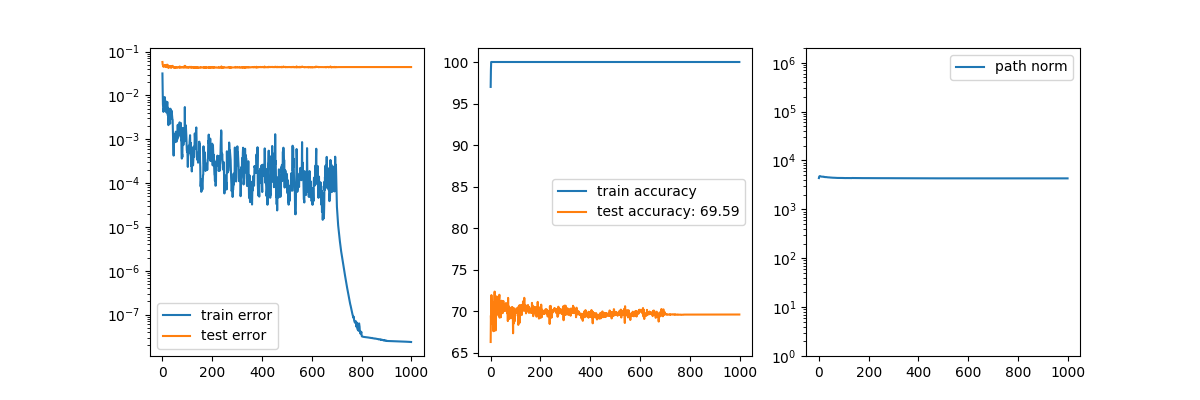 10^-1
10^-2
10^-3
10^-4
10^-5
10^-6
10^-7
train error
test error
0 200 400 600 800 1000
100
95
90
85
80
75
70
65
train accuracy
test accuracy: 69.59
0 200 400 600 800 1000
10^6
10^5
10^4
10^3
10^2
10^1
10^0
path norm
0 200 400 600 800 1000